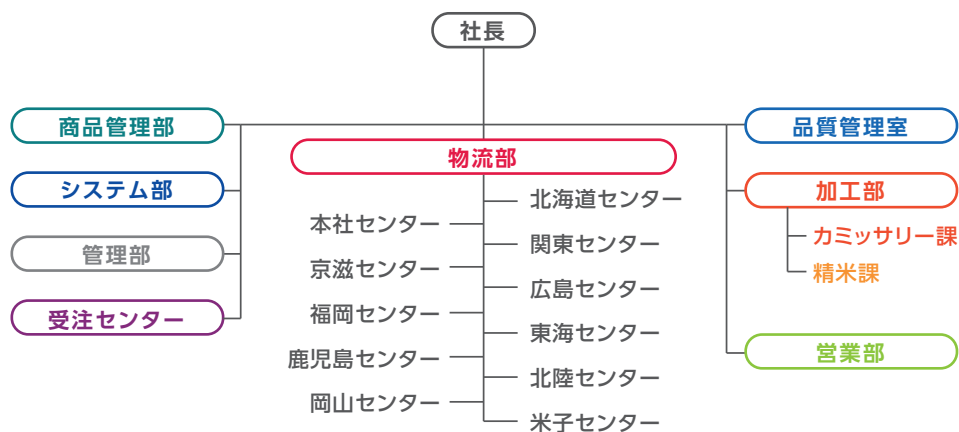 社長
商品管理部
システム部
管理部
受注センター
物流部
本社センター
京滋センター
福岡センター
鹿児島センター
岡山センター
北海道センター
関東センター
広島センター
東海センター
北陸センター
米子センター
品質管理室
加工部
カミッサリー課
精米課
営業部